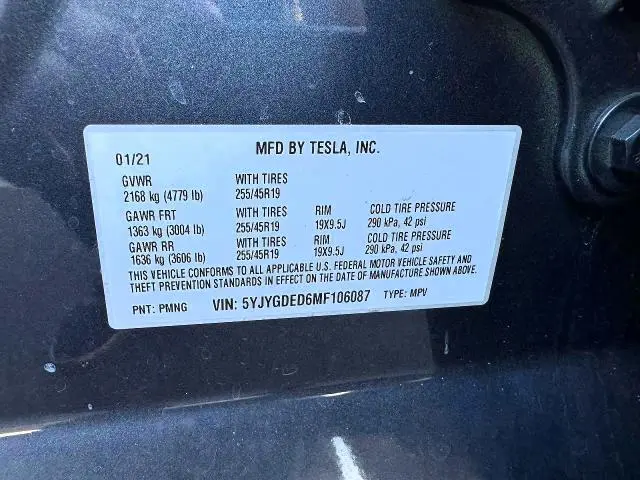 01/21 MFD BY TESLA, INC.
GVWR WITH TIRES
2168 kg (4779 lb) 255/45R19
GAWR FRT WITH TIRES RIM COLD TIRE PRESSURE
1363 kg (3004 lb) 255/45R19 19X9.5J 290 kPa, 42 psi
GAWR RR WITH TIRES RIM COLD TIRE PRESSURE
1636 kg (3606 lb) 255/45R19 19X9.5J 290 kPa, 42 psi
THIS VEHICLE CONFORMS TO ALL APPLICABLE U.S. FEDERAL MOTOR VEHICLE SAFETY AND
THEFT PREVENTION STANDARDS IN EFFECT ON THE DATE OF MANUFACTURE SHOWN ABOVE.
PNT: PMNG VIN: 5YJYGDED6MF106087 TYPE: MPV